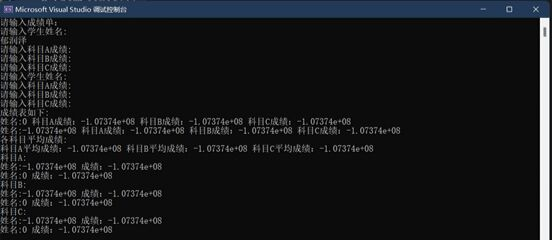 Microsoft Visual Studio 调试控制台
请输入成绩单:
请输入学生姓名:
郁润泽
请输入科目A成绩:
请输入科目B成绩:
请输入科目C成绩:
请输入学生姓名:
请输入科目A成绩:
请输入科目B成绩:
请输入科目C成绩:
成绩表如下:
姓名:0 科目A成绩: -1.07374e+08 科目B成绩: -1.07374e+08 科目C成绩: -1.07374e+08
姓名:-1.07374e+08 科目A成绩: -1.07374e+08 科目B成绩: -1.07374e+08 科目C成绩: -1.07374e+08
各科目平均成绩:
科目A平均成绩: -1.07374e+08 科目B平均成绩: -1.07374e+08 科目C平均成绩: -1.07374e+08
科目A:
姓名:-1.07374e+08 成绩: -1.07374e+08
姓名:0 成绩: -1.07374e+08
科目B:
姓名:-1.07374e+08 成绩: -1.07374e+08
姓名:0 成绩: -1.07374e+08
科目C:
姓名:-1.07374e+08 成绩: -1.07374e+08
姓名:0 成绩: -1.07374e+08